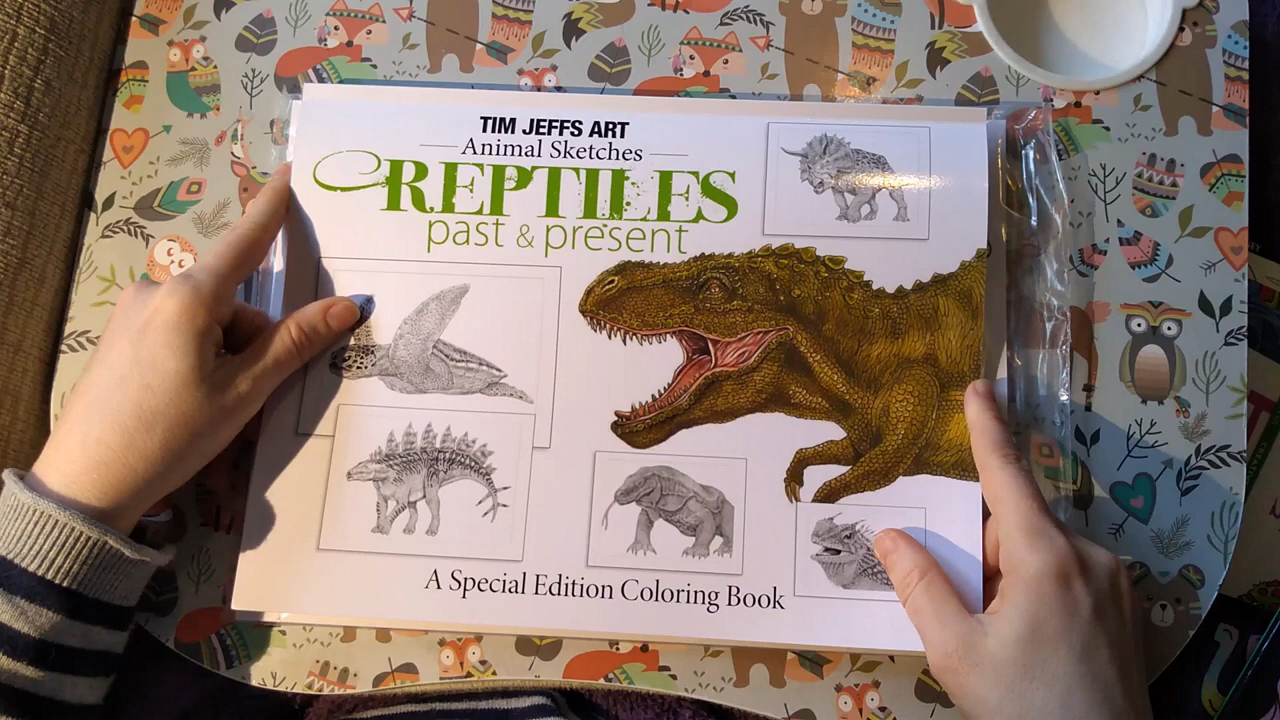 TIM JEFFS ART
Animal Sketches
REPTILES
past & present
A Special Edition Coloring Book